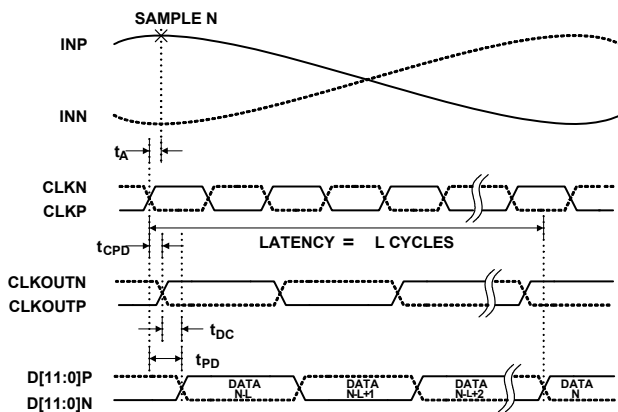 SAMPLE N
INP
INN
tA
CLKN
CLKP
LATENCY = L CYCLES
tCPD
CLKOUTN
CLKOUTP
tDC
tPD
D[11:0]P
D[11:0]N
DATA
N-L
DATA
N-L+1
DATA
N-L+2
DATA
N